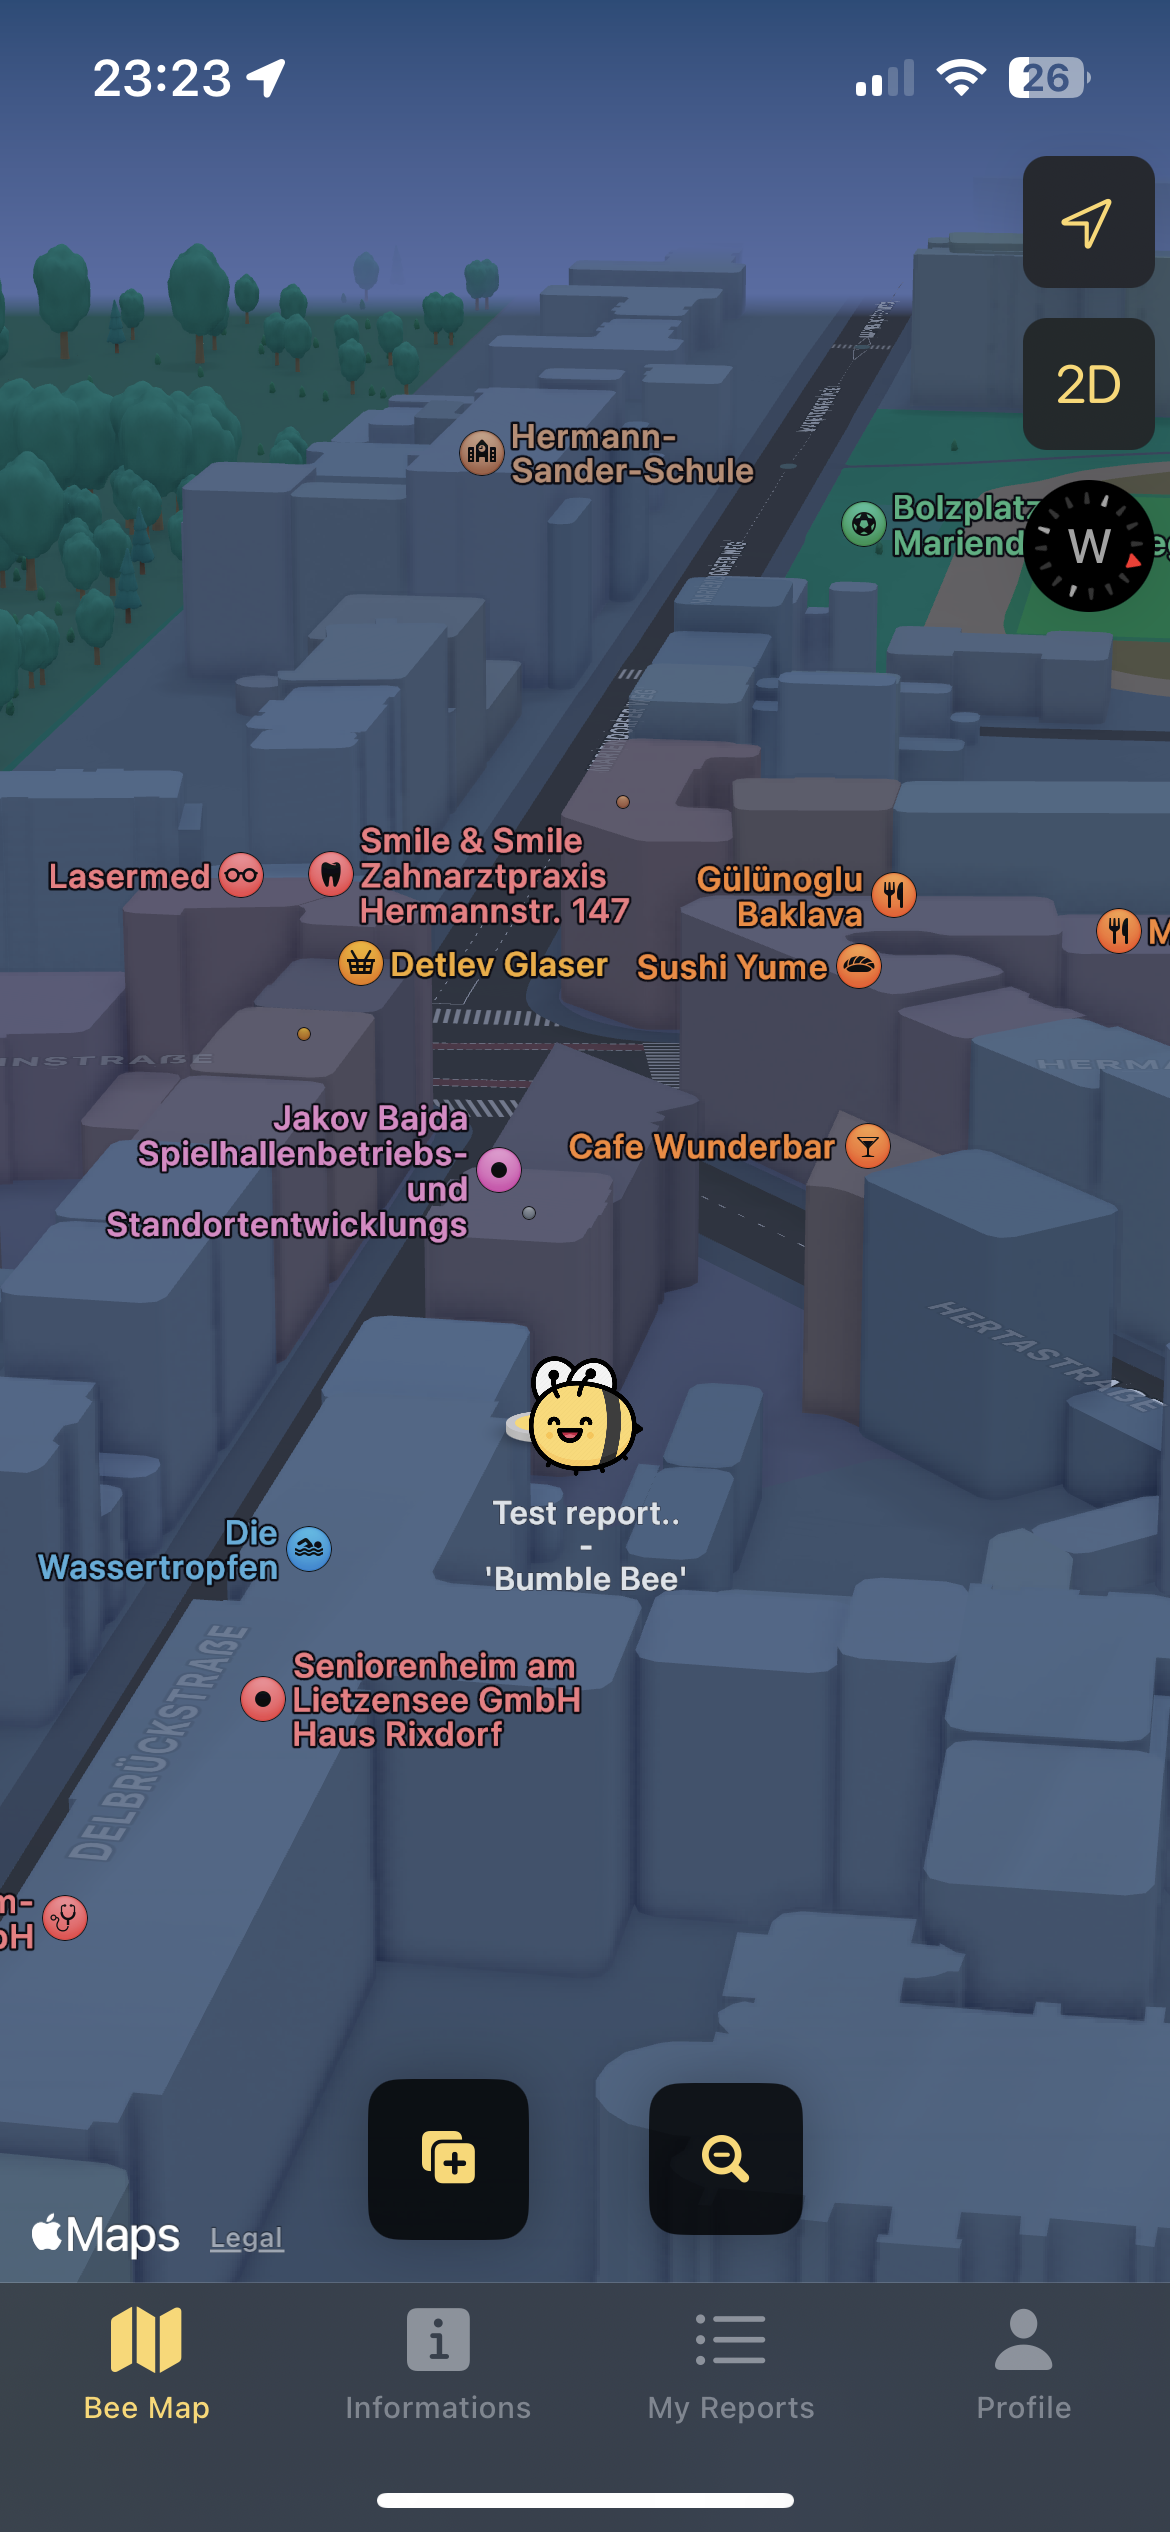 23:23
26
2D
Hermann-
Sander-Schule
Bolzplatz
W
MARIENDORFER WEG
Smile & Smile
Zahnarztpraxis
Hermannstr. 147
Lasermed
Gülünoglu
Baklava
Detlev Glaser
Sushi Yume
Jakov Bajda
Spielhallenbetriebs-
und
Standortentwicklungs
Cafe Wunderbar
HERTASTRAßE
Test report..
-
'Bumble Bee'
Die
Wassertropfen
Seniorenheim am
Lietzensee GmbH
Haus Rixdorf
DELBRÜCKSTRAßE
Maps
Legal
Bee Map
Informations
My Reports
Profile